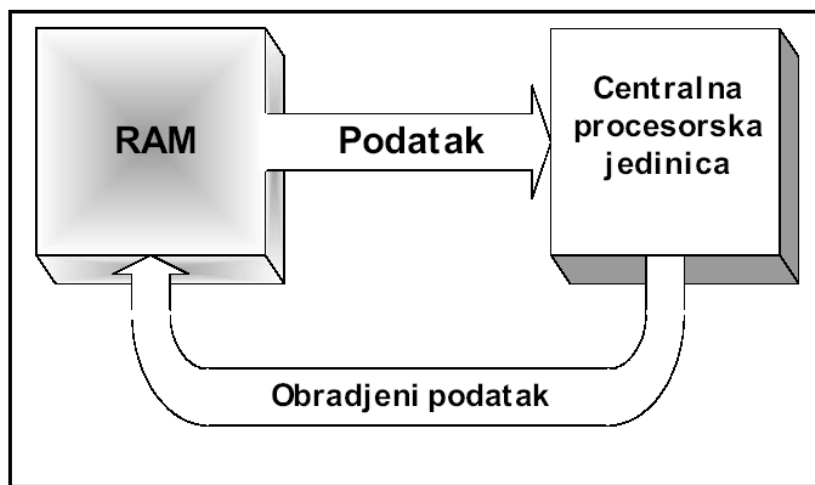 RAM
Podatak
Centralna
procesorska
jedinica
Obradjeni podatak